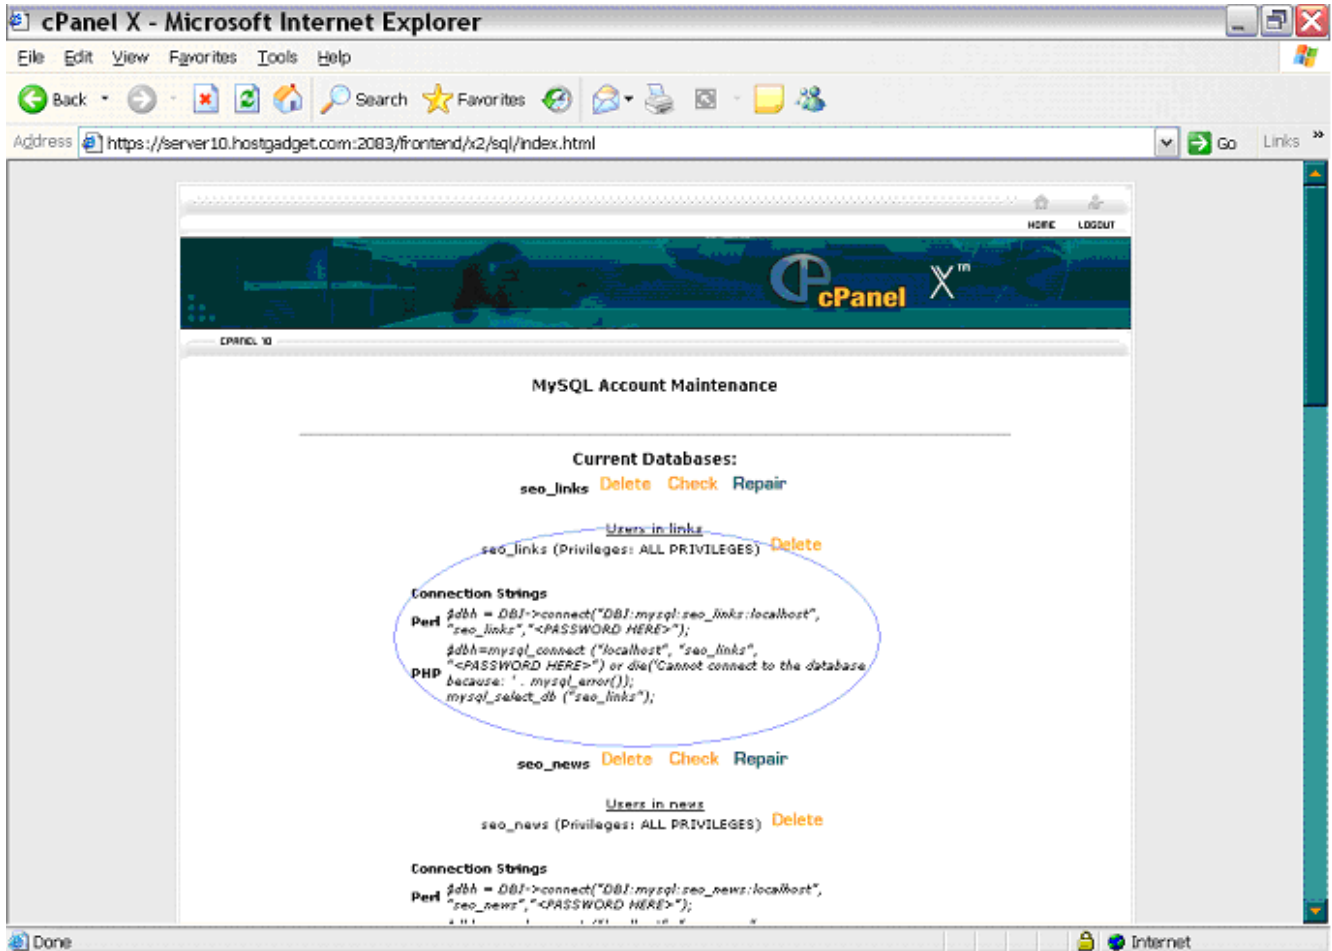 cPanel X - Microsoft Internet Explorer
File Edit View Favorites Tools Help
Back Search Favorites
Address https://server10.hostgadget.com:2083/frontend/x2/sql/index.html Go Links »
HOME LOGOUT
cP cPanel X™
CPANEL 10
MySQL Account Maintenance
Current Databases:
seo_links Delete Check Repair
Users in links
seo_links (Privileges: ALL PRIVILEGES) Delete
Connection Strings
Perl $dbh = DBI->connect("DBI:mysql:seo_links:localhost",
"seo_links","<PASSWORD HERE>");
$dbh=mysql_connect ("localhost", "seo_links",
PHP "<PASSWORD HERE>") or die('Cannot connect to the database
because: ' . mysql_error());
mysql_select_db ("seo_links");
seo_news Delete Check Repair
Users in news
seo_news (Privileges: ALL PRIVILEGES) Delete
Connection Strings
Perl $dbh = DBI->connect("DBI:mysql:seo_news:localhost",
"seo_news","<PASSWORD HERE>");
Done Internet